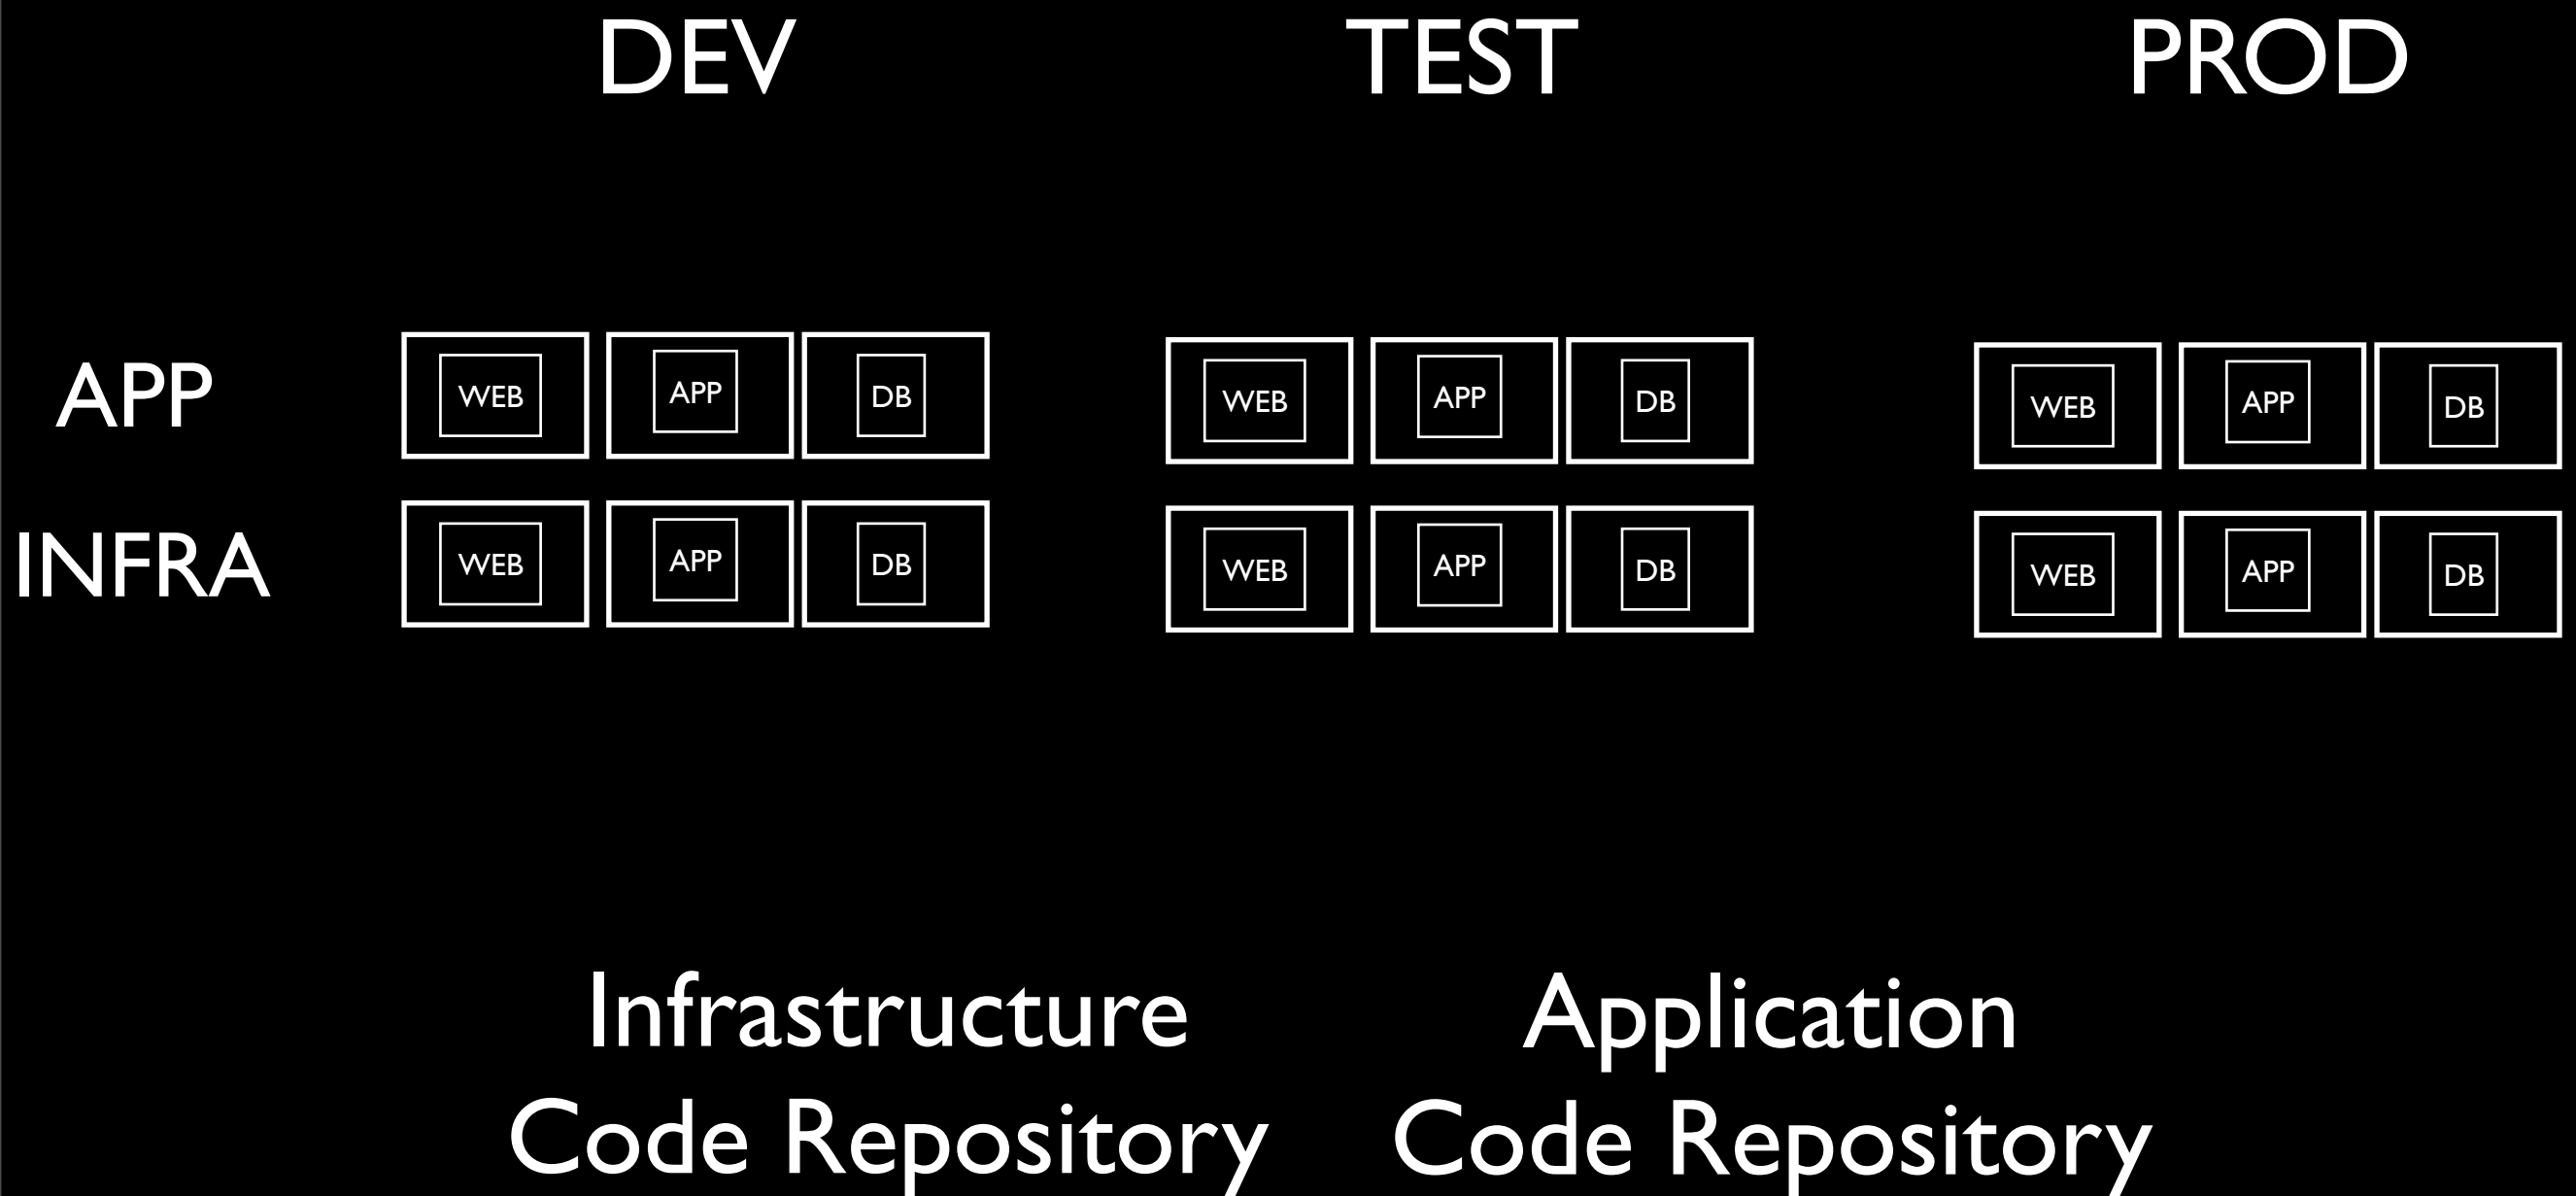 DEV TEST PROD
APP WEB APP DB WEB APP DB WEB APP DB
INFRA WEB APP DB WEB APP DB WEB APP DB
Infrastructure
Code Repository
Application
Code Repository